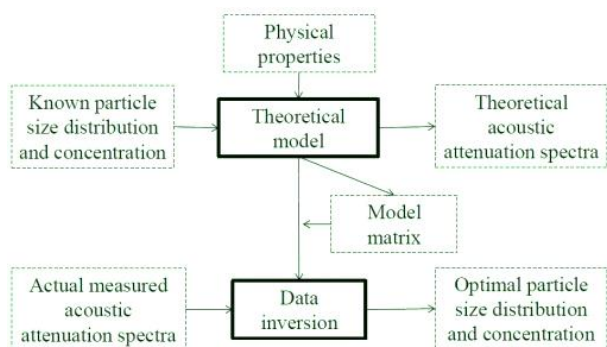 Physical
properties
Known particle
size distribution
and concentration
Theoretical
model
Theoretical
acoustic
attenuation spectra
Model
matrix
Actual measured
acoustic
attenuation spectra
Data
inversion
Optimal particle
size distribution
and concentration